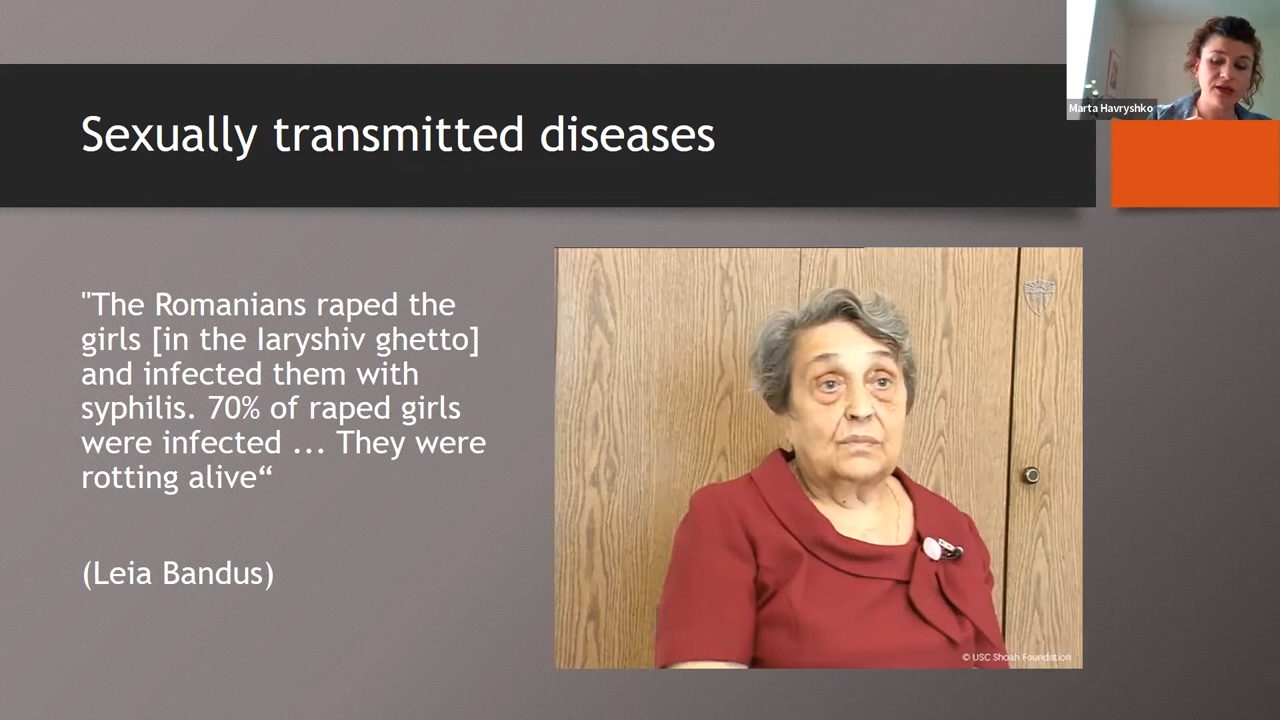 Marta Havryshko
Sexually transmitted diseases
"The Romanians raped the
girls [in the Iaryshiv ghetto]
and infected them with
syphilis. 70% of raped girls
were infected ... They were
rotting alive“
(Leia Bandus)
© USC Shoah Foundation